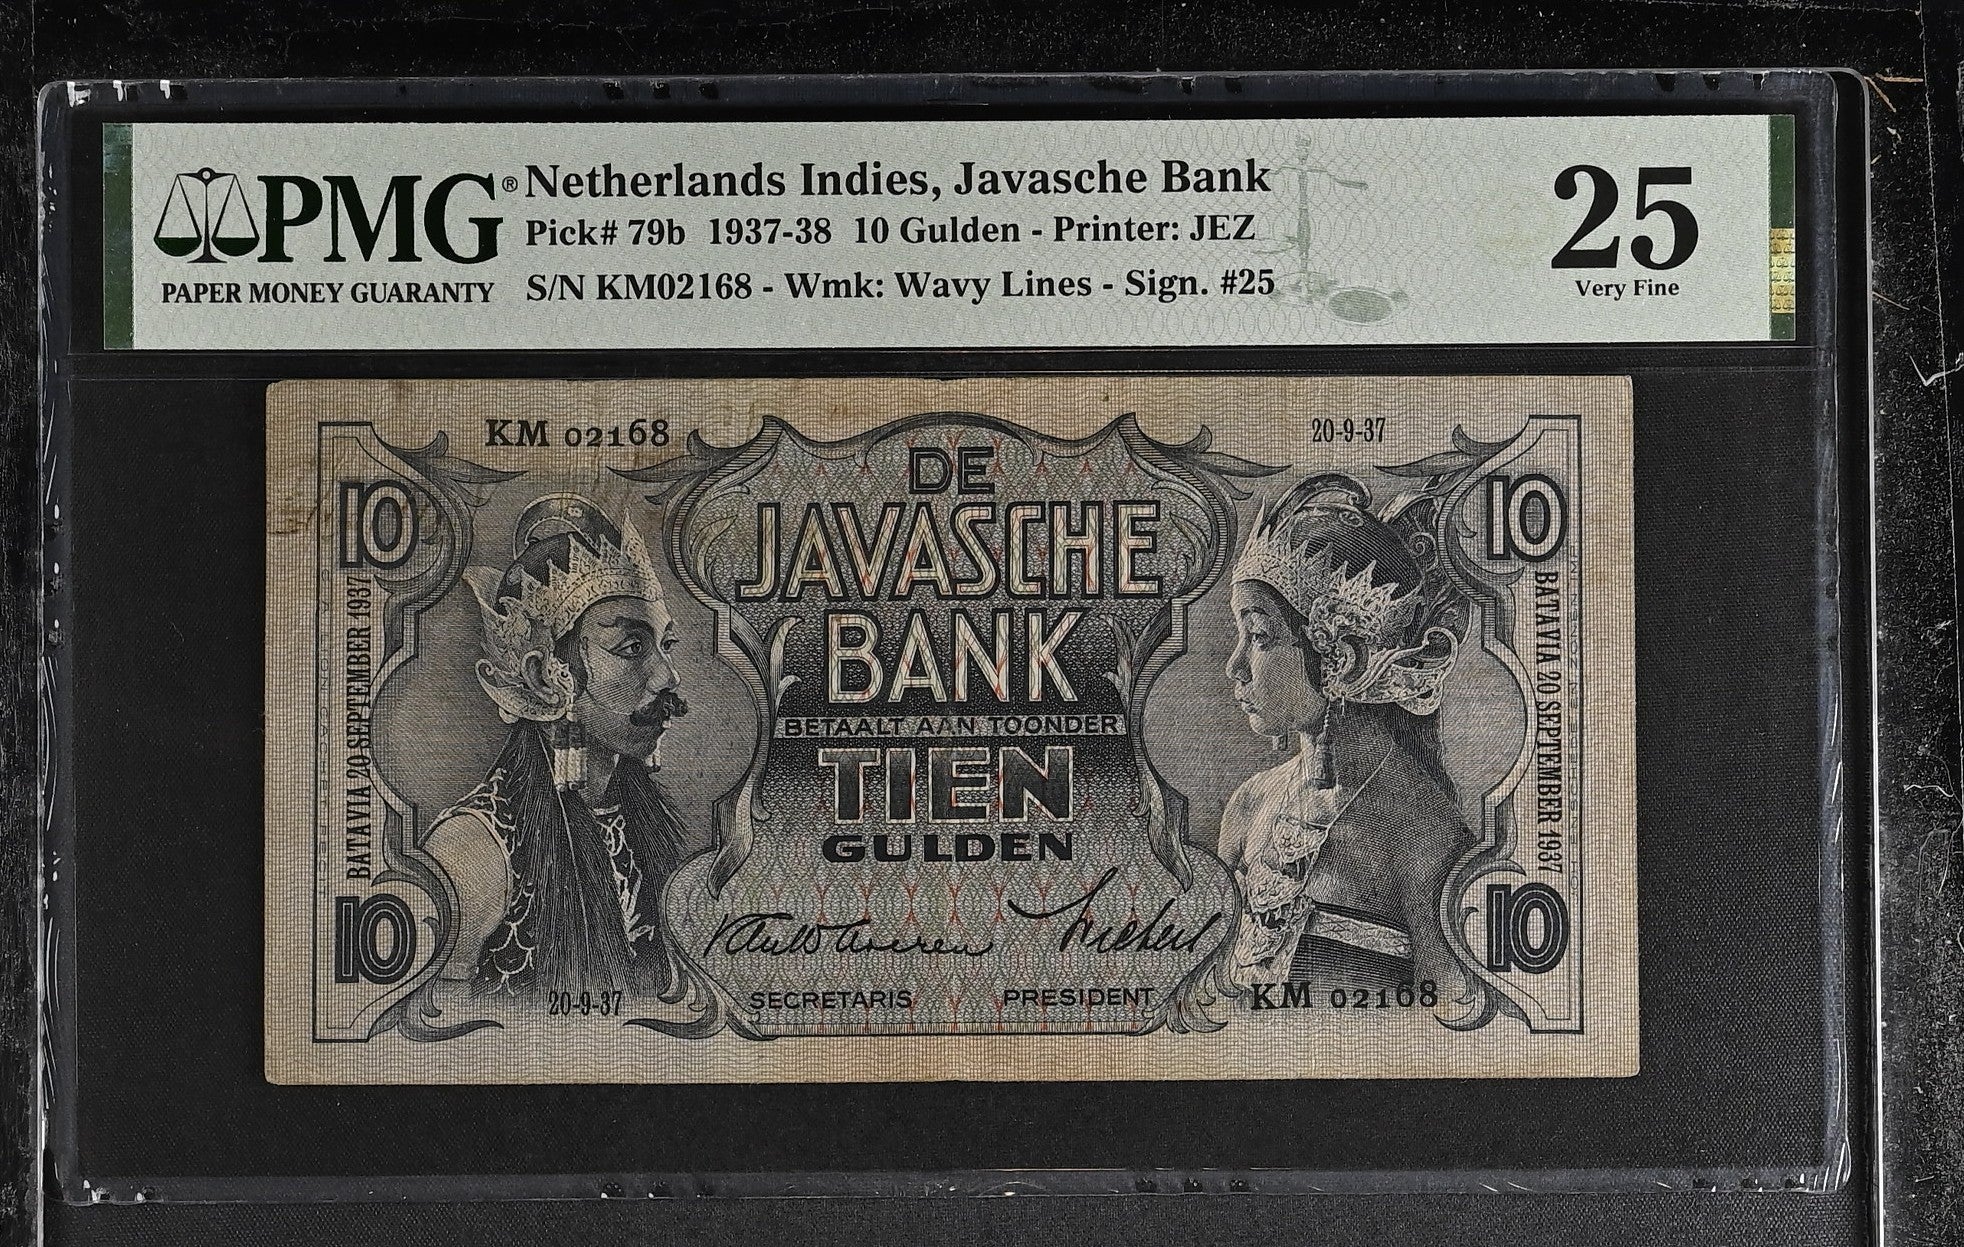 PMG®
PAPER MONEY GUARANTY
Netherlands Indies, Javasche Bank
Pick# 79b 1937-38 10 Gulden - Printer: JEZ
S/N KM02168 - Wmk: Wavy Lines - Sign. #25
25
Very Fine
KM 02168
20-9-37
10
10
DE
JAVASCHE
BANK
BETAALT AAN TOONDER
TIEN
GULDEN
BATAVIA 20 SEPTEMBER 1937
BATAVIA 20 SEPTEMBER 1937
10
10
SECRETARIS
PRESIDENT
20-9-37
KM 02168